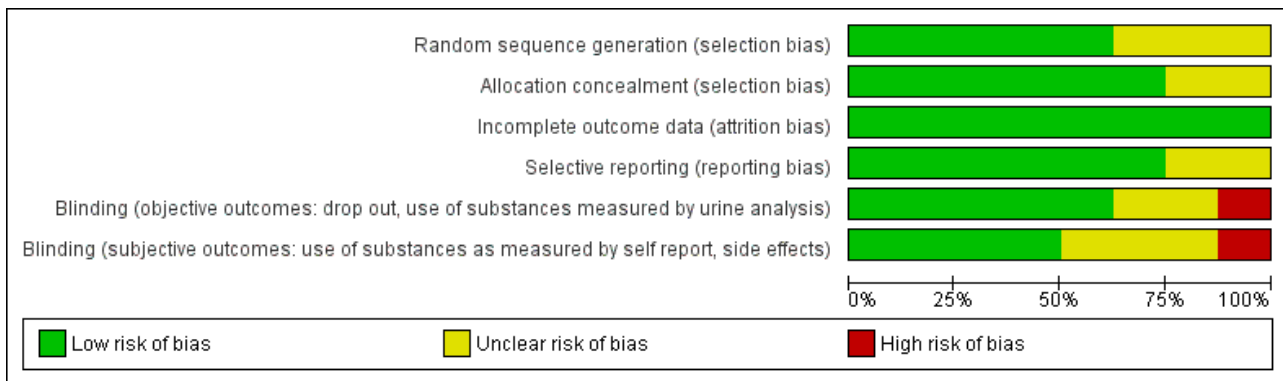 Random sequence generation (selection bias)
Allocation concealment (selection bias)
Incomplete outcome data (attrition bias)
Selective reporting (reporting bias)
Blinding (objective outcomes: drop out, use of substances measured by urine analysis)
Blinding (subjective outcomes: use of substances as measured by self report, side effects)
0% 25% 50% 75% 100%
Low risk of bias Unclear risk of bias High risk of bias